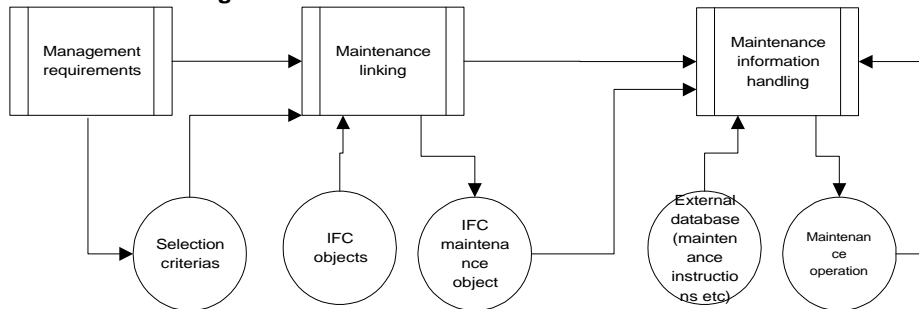 Management
requirements
Maintenance
linking
Maintenance
information
handling
Selection
criterias
IFC
objects
IFC
maintena
nce
object
External
database
(mainten
ance
instructio
ns etc)
Maintenan
ce
operation